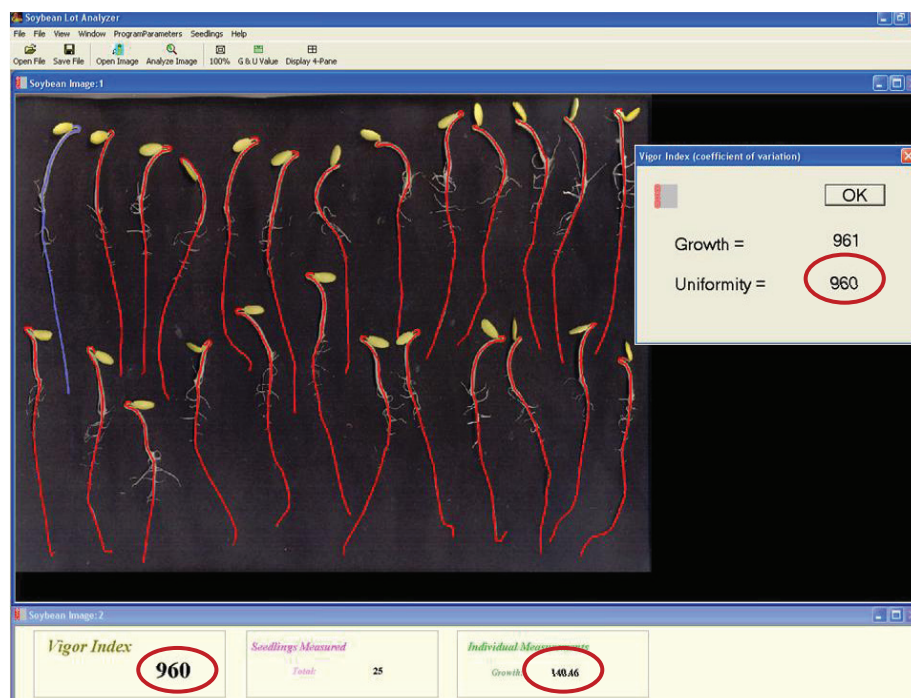 Soybean Lot Analyzer
File File View Window ProgramParameters Seedlings Help
Open File Save File Open Image Analyze Image 100% G & U Value Display 4-Pane
Soybean Image:1
Vigor Index (coefficient of variation)
OK
Growth = 961
Uniformity = 960
Soybean Image:2
Vigor Index
960
Seedlings Measured
Total: 25
Individual Measurements
Growth: